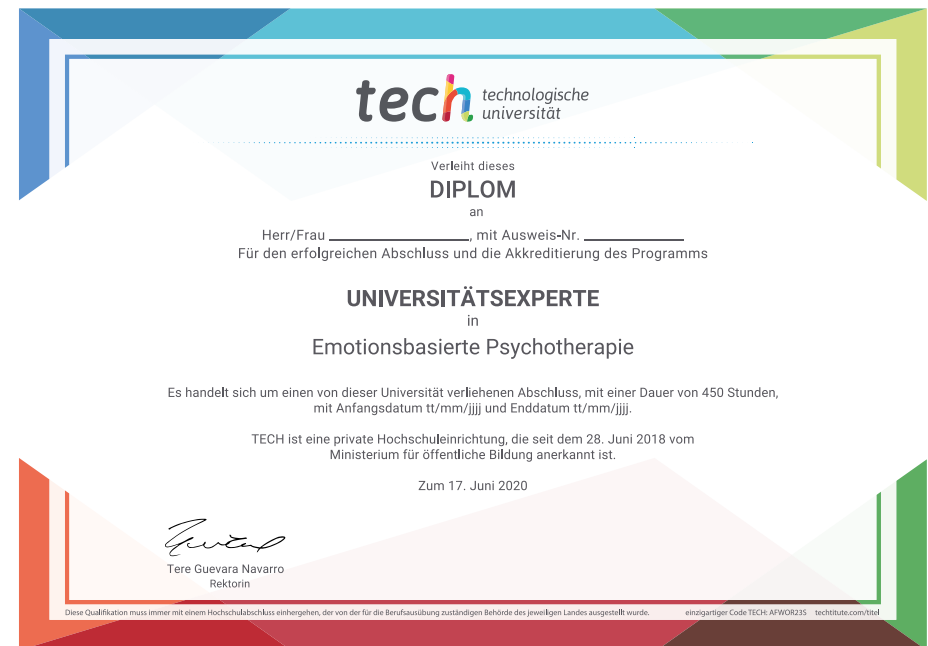 tech technologische
universität
Verleiht dieses
DIPLOM
an
Herr/Frau ____________________, mit Ausweis-Nr. ______________
Für den erfolgreichen Abschluss und die Akkreditierung des Programms
UNIVERSITÄTSEXPERTE
in
Emotionsbasierte Psychotherapie
Es handelt sich um einen von dieser Universität verliehenen Abschluss, mit einer Dauer von 450 Stunden,
mit Anfangsdatum tt/mm/jjjj und Enddatum tt/mm/jjjj.
TECH ist eine private Hochschuleinrichtung, die seit dem 28. Juni 2018 vom
Ministerium für öffentliche Bildung anerkannt ist.
Zum 17. Juni 2020
Tere Guevara Navarro
Rektorin
Diese Qualifikation muss immer mit einem Hochschulabschluss einhergehen, der von der für die Berufsausübung zuständigen Behörde des jeweiligen Landes ausgestellt wurde. einzigartiger Code TECH: AFWOR23S techtitute.com/titel